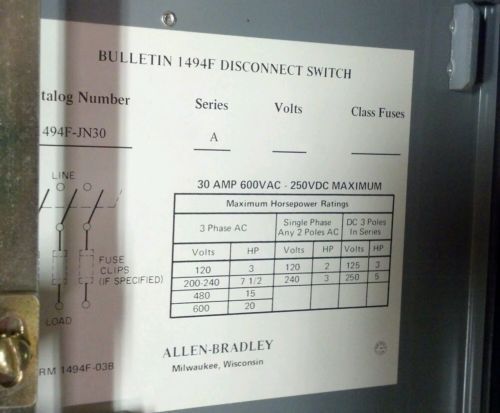 BULLETIN 1494F DISCONNECT SWITCH
talog Number Series Volts Class Fuses
494F-JN30 A
LINE
30 AMP 600VAC - 250VDC MAXIMUM
Maximum Horsepower Ratings
3 Phase AC Single Phase Any 2 Poles AC DC 3 Poles In Series
Volts HP Volts HP Volts HP
120 3 120 2 125 3
200-240 7 1/2 240 3 250 5
480 15
600 20
FUSE
CLIPS
(IF SPECIFIED)
LOAD
ALLEN-BRADLEY
Milwaukee, Wisconsin
RM 1494F-03B